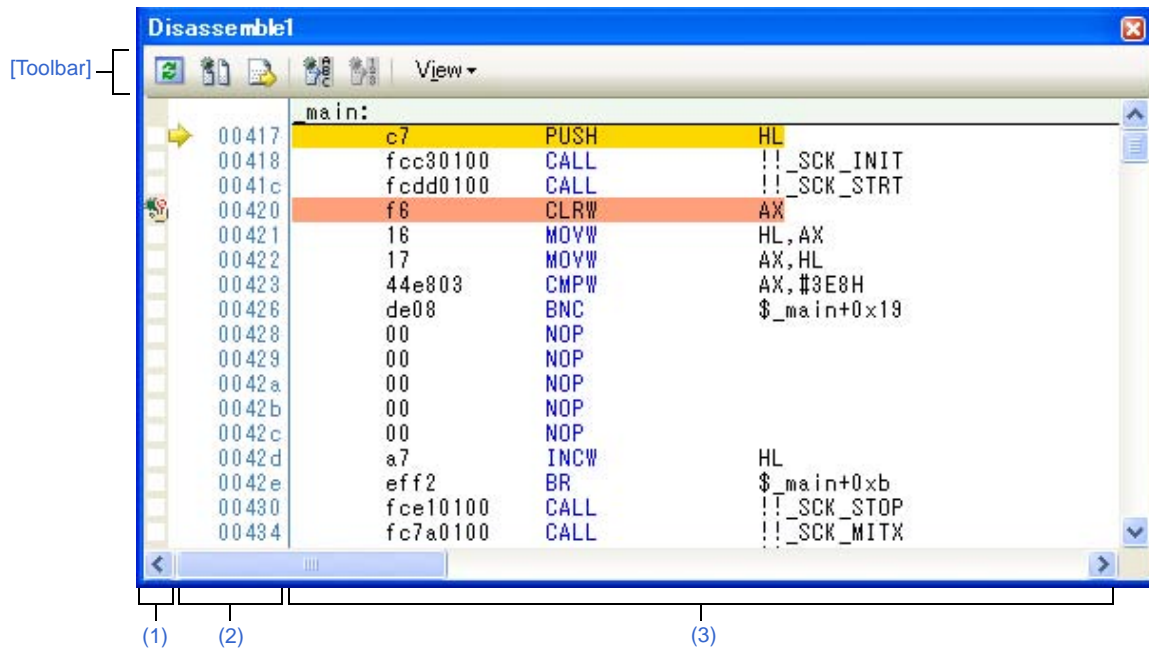 Disassemble1
[Toolbar]
View
_main:
00417 c7 PUSH HL
00418 fcc30100 CALL !!_SCK_INIT
0041c fcdd0100 CALL !!_SCK_STRT
00420 f6 CLRW AX
00421 16 MOVW HL,AX
00422 17 MOVW AX,HL
00423 44e803 CMPW AX,#3E8H
00426 de08 BNC $_main+0x19
00428 00 NOP
00429 00 NOP
0042a 00 NOP
0042b 00 NOP
0042c 00 NOP
0042d a7 INCW HL
0042e eff2 BR $_main+0xb
00430 fce10100 CALL !!_SCK_STOP
00434 fc7a0100 CALL !!_SCK_MITX
(1) (2) (3)